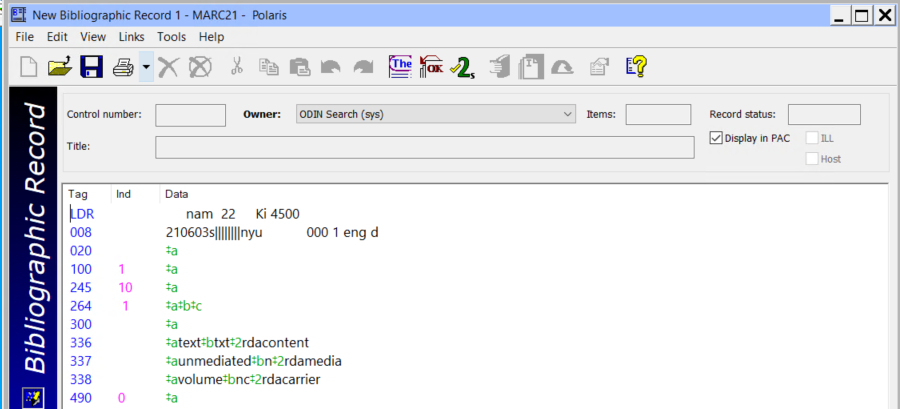 New Bibliographic Record 1 - MARC21 - Polaris
File Edit View Links Tools Help
The OK 2s
Bibliographic Record
Control number: Owner: ODIN Search (sys) Items: Record status:
Display in PAC ILL
Title:
Host
Tag Ind Data
LDR nam 22 Ki 4500
008 210603s||||||||nyu 000 1 eng d
020 ‡a
100 1 ‡a
245 10 ‡a
264 1 ‡a‡b‡c
300 ‡a
336 ‡atext‡btxt‡2rdacontent
337 ‡aunmediated‡bn‡2rdamedia
338 ‡avolume‡bnc‡2rdacarrier
490 0 ‡a